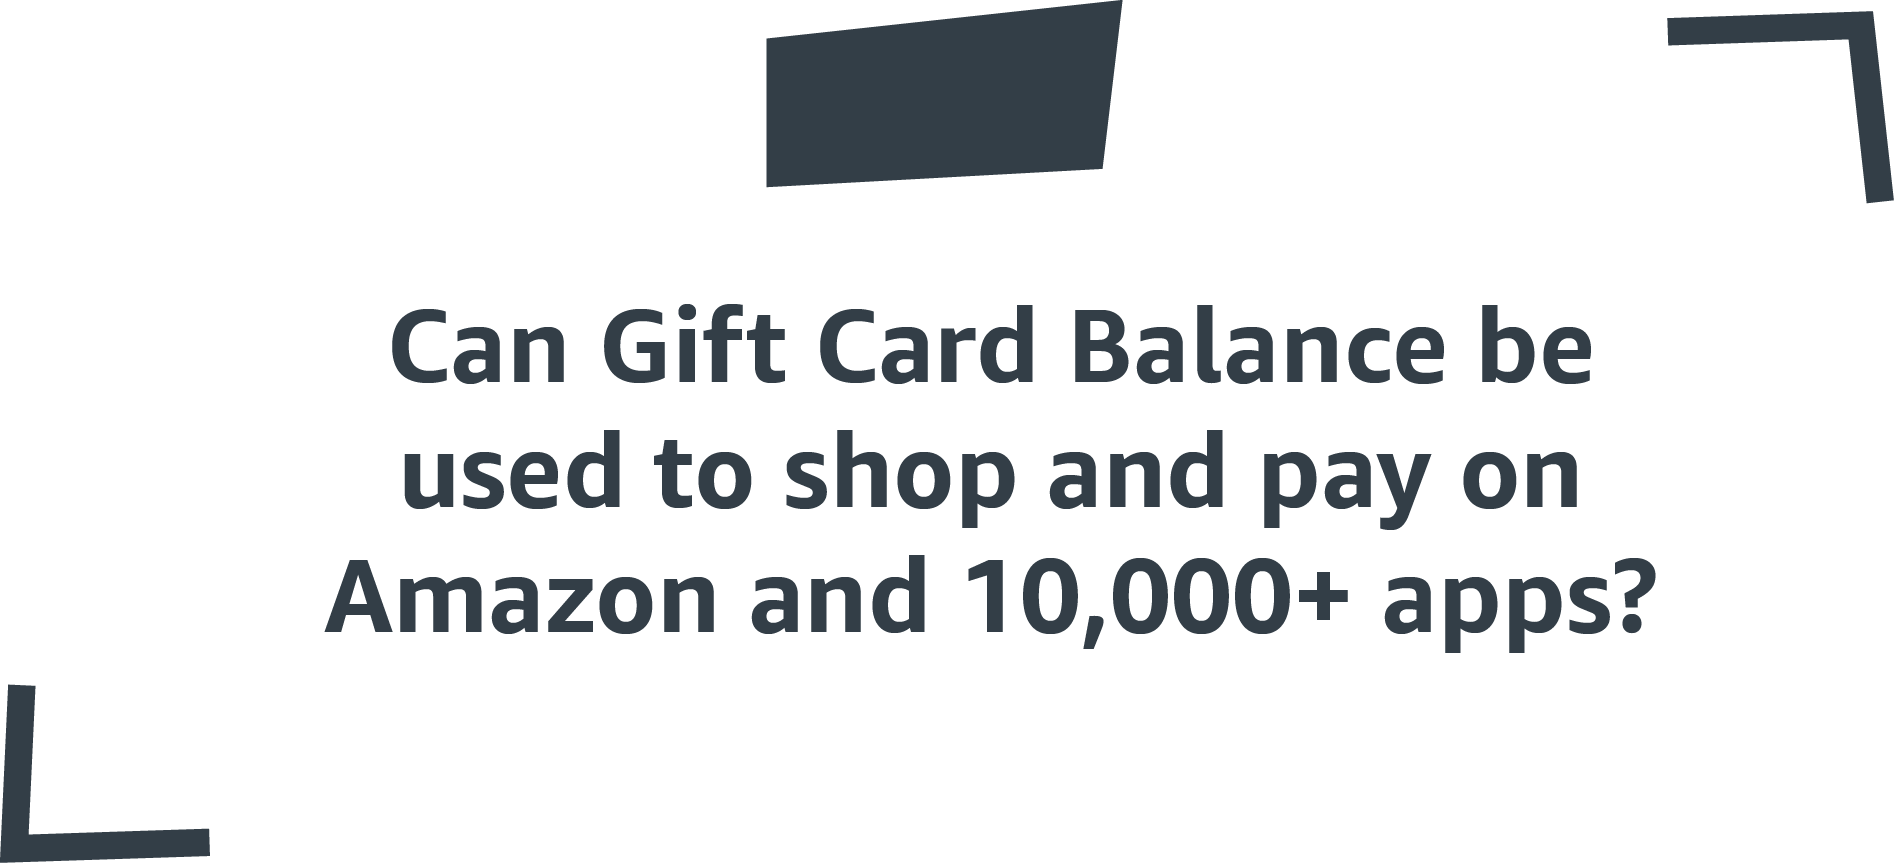 Can Gift Card Balance be
used to shop and pay on
Amazon and 10,000+ apps?